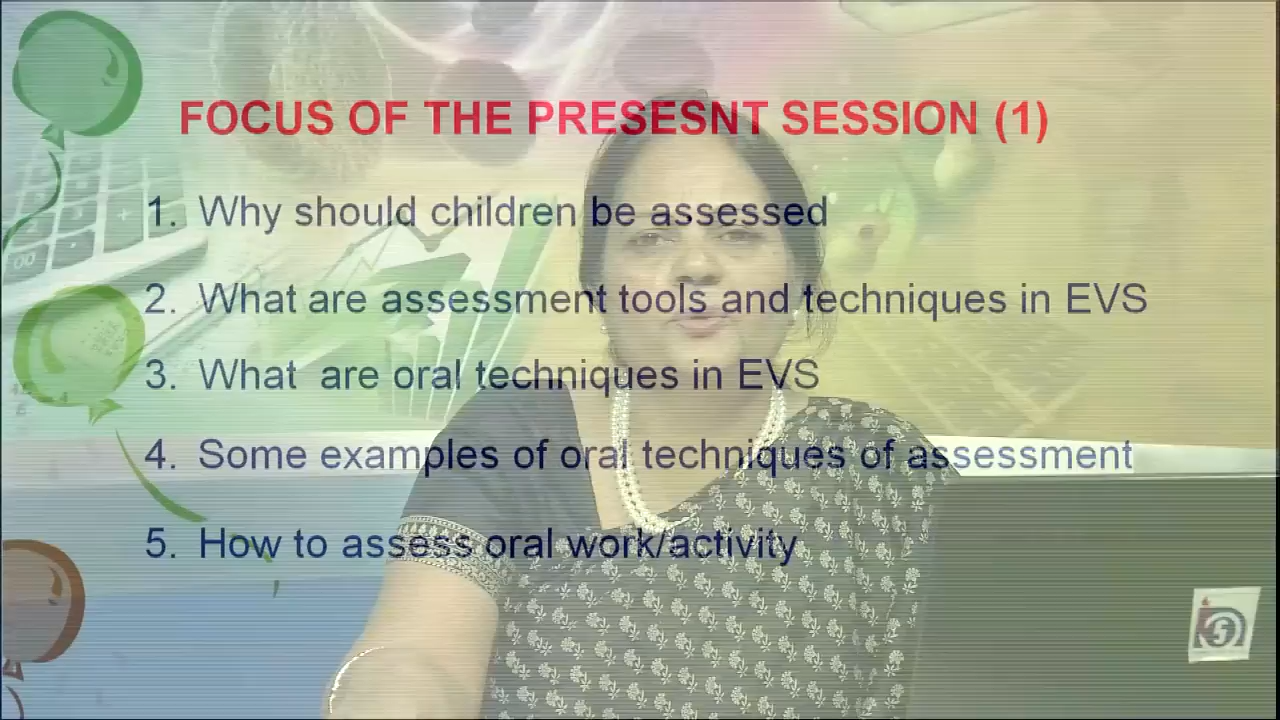 FOCUS OF THE PRESESNT SESSION (1)
1. Why should children be assessed
2. What are assessment tools and techniques in EVS
3. What are oral techniques in EVS
4. Some examples of oral techniques of assessment
5. How to assess oral work/activity